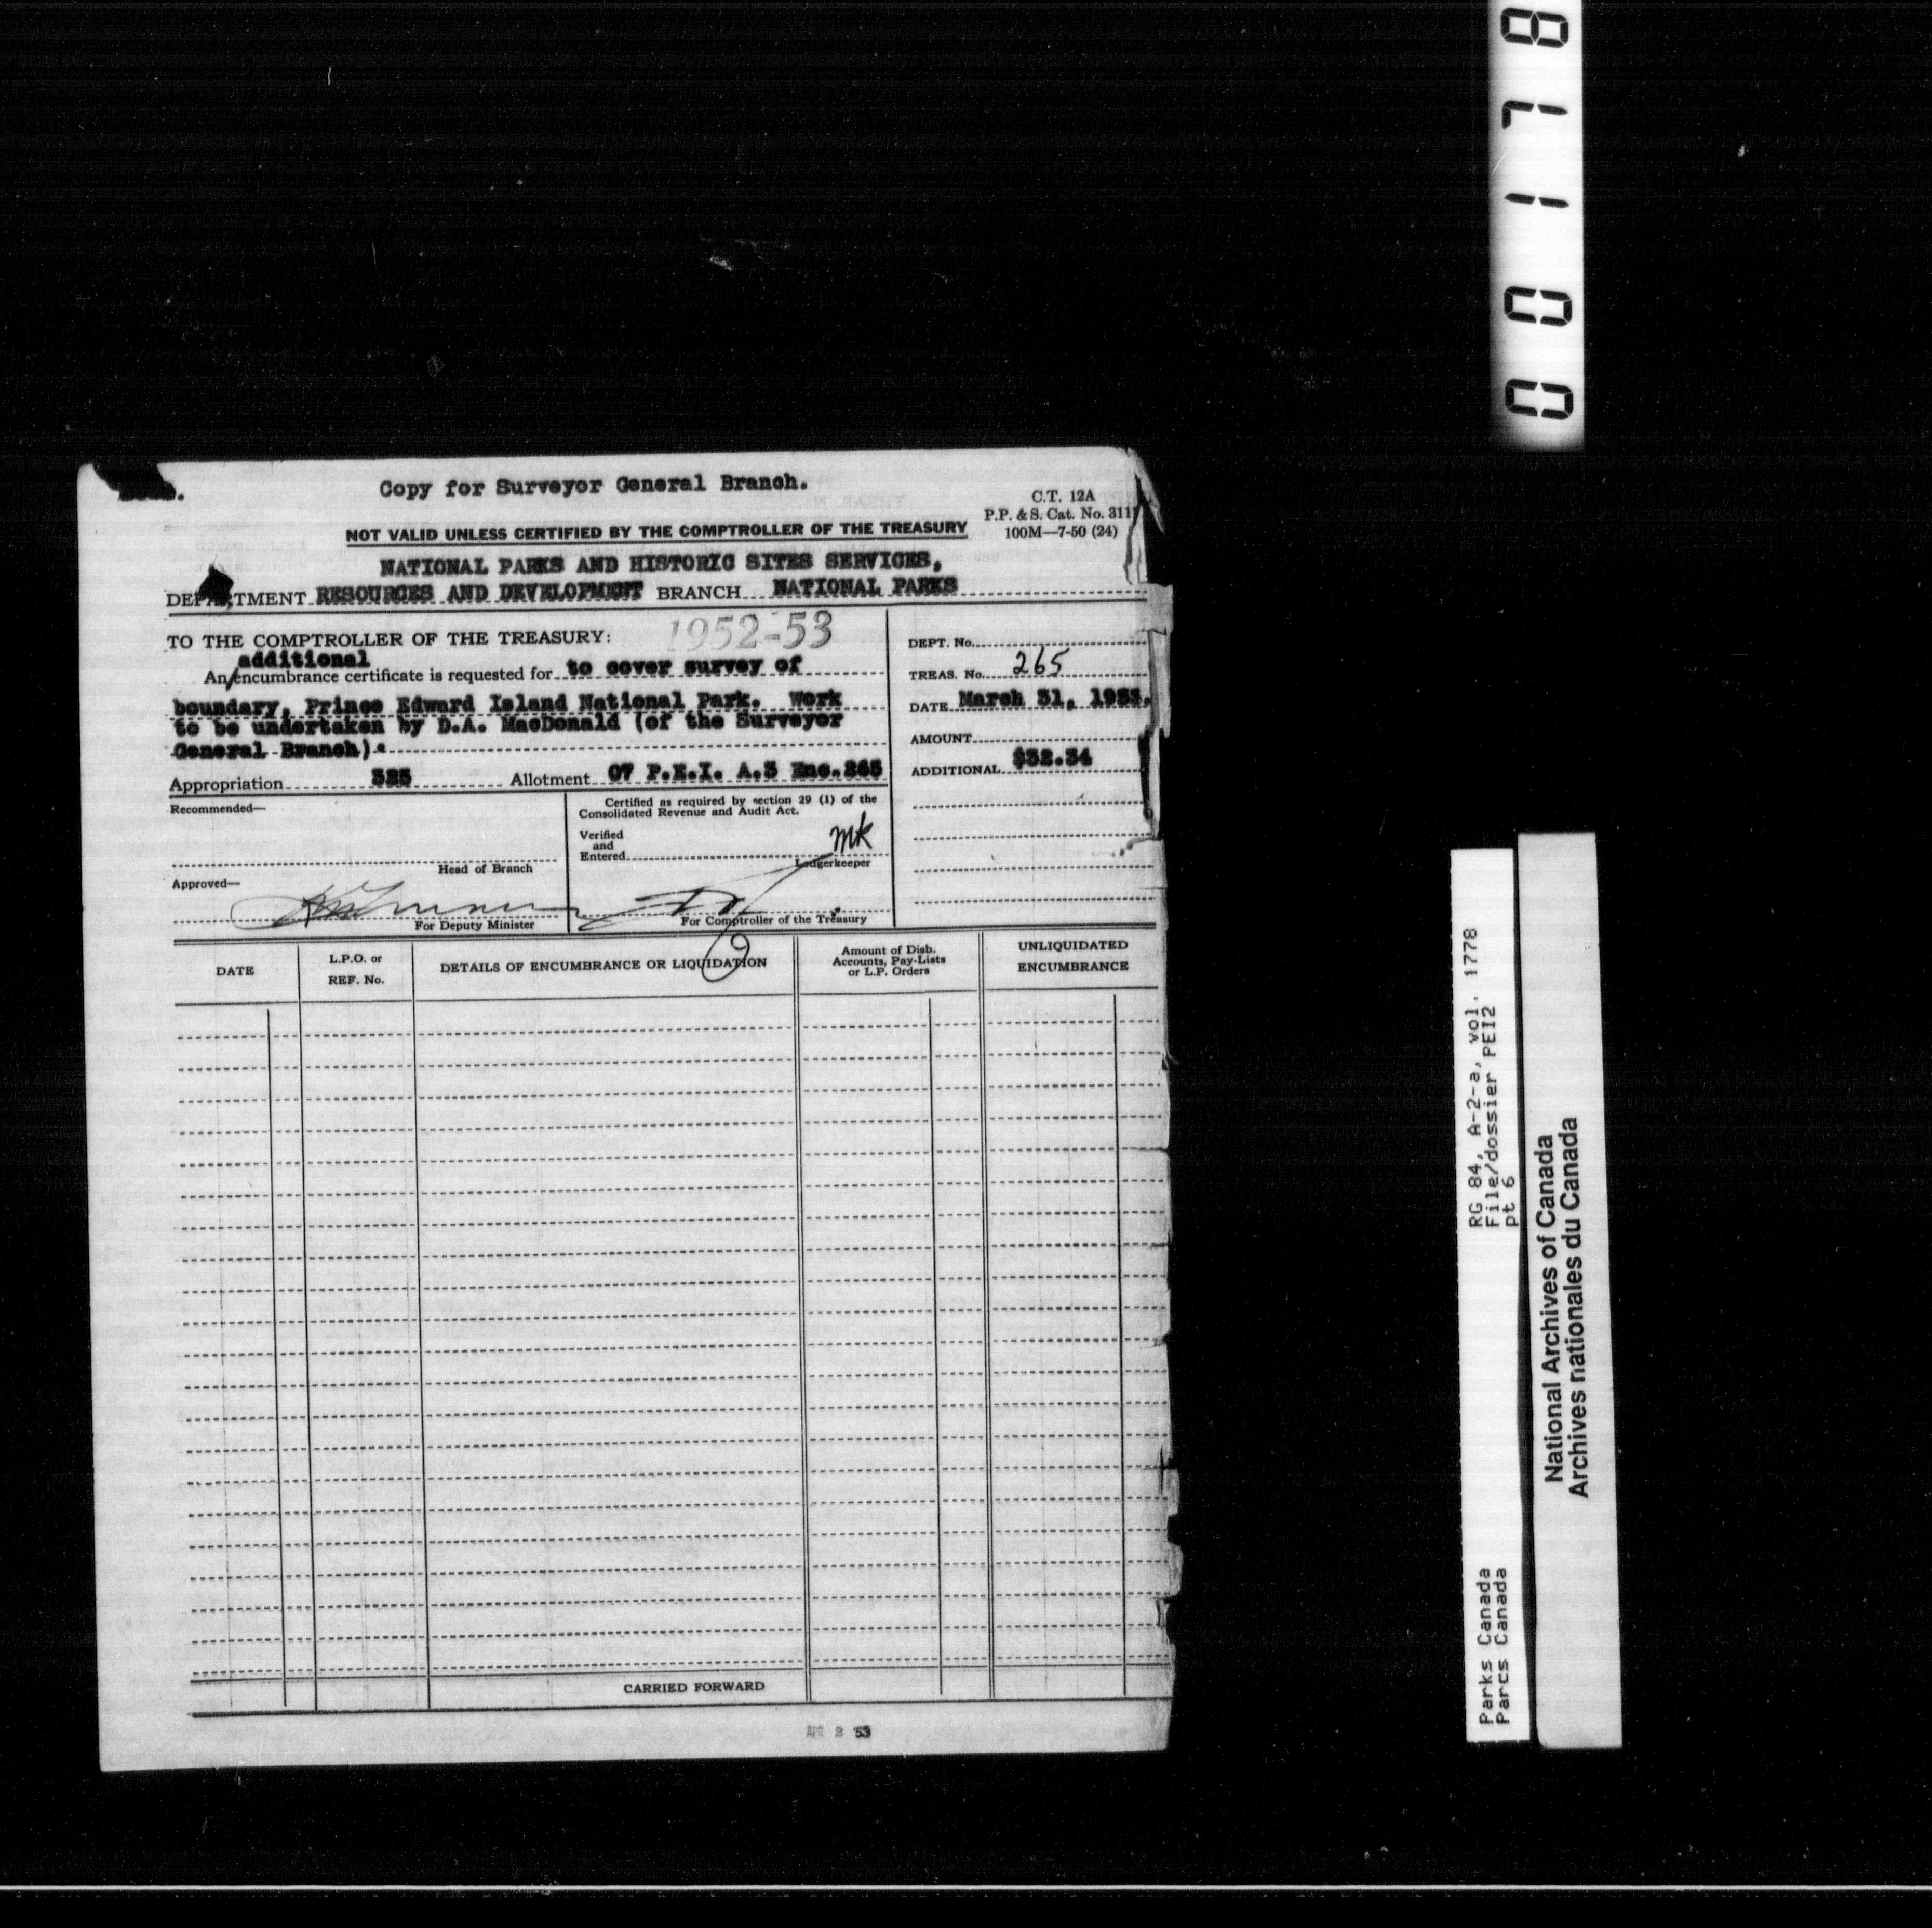 Copy for Surveyor General Branch.
C.T. 12A
P.P. & S. Cat. No. 311
100M—7-50 (24)
NOT VALID UNLESS CERTIFIED BY THE COMPTROLLER OF THE TREASURY
NATIONAL PARKS AND HISTORIC SITES SERVICES,
DEPARTMENT RESOURCES AND DEVELOPMENT BRANCH NATIONAL PARKS
TO THE COMPTROLLER OF THE TREASURY: 1952-53
additional
An/encumbrance certificate is requested for to cover survey of
boundary, Prince Edward Island National Park. Work
to be undertaken by D.A. MacDonald (of the Surveyor
General Branch).
Appropriation 325 Allotment 07 P.E.I. A.3 Enc.265
DEPT. No.
TREAS. No. 265
DATE March 31, 1953.
AMOUNT
ADDITIONAL $32.34
Recommended—
Head of Branch
Approved—
For Deputy Minister
Certified as required by section 29 (1) of the
Consolidated Revenue and Audit Act.
Verified
and
Entered
MK
Ledgerkeeper
For Comptroller of the Treasury
DATE
L.P.O. or
REF. No.
DETAILS OF ENCUMBRANCE OR LIQUIDATION
Amount of Disb.
Accounts, Pay-Lists
or L.P. Orders
UNLIQUIDATED
ENCUMBRANCE
CARRIED FORWARD
APR 2 53
00178
RG 84, A-2-a, vol. 1778
File/dossier PEI2
pt 6
Parks Canada
Parcs Canada
National Archives of Canada
Archives nationales du Canada